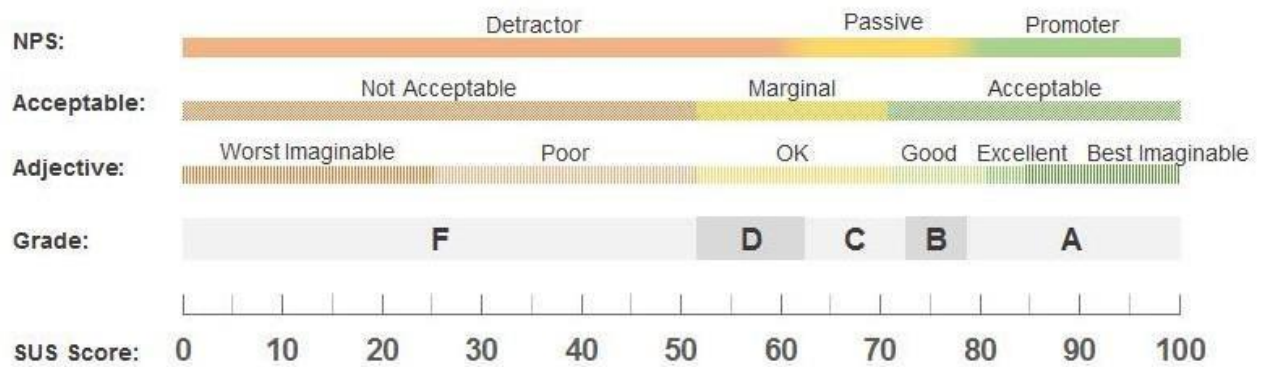 NPS: Detractor Passive Promoter
Acceptable: Not Acceptable Marginal Acceptable
Adjective: Worst Imaginable Poor OK Good Excellent Best Imaginable
Grade: F D C B A
SUS Score: 0 10 20 30 40 50 60 70 80 90 100